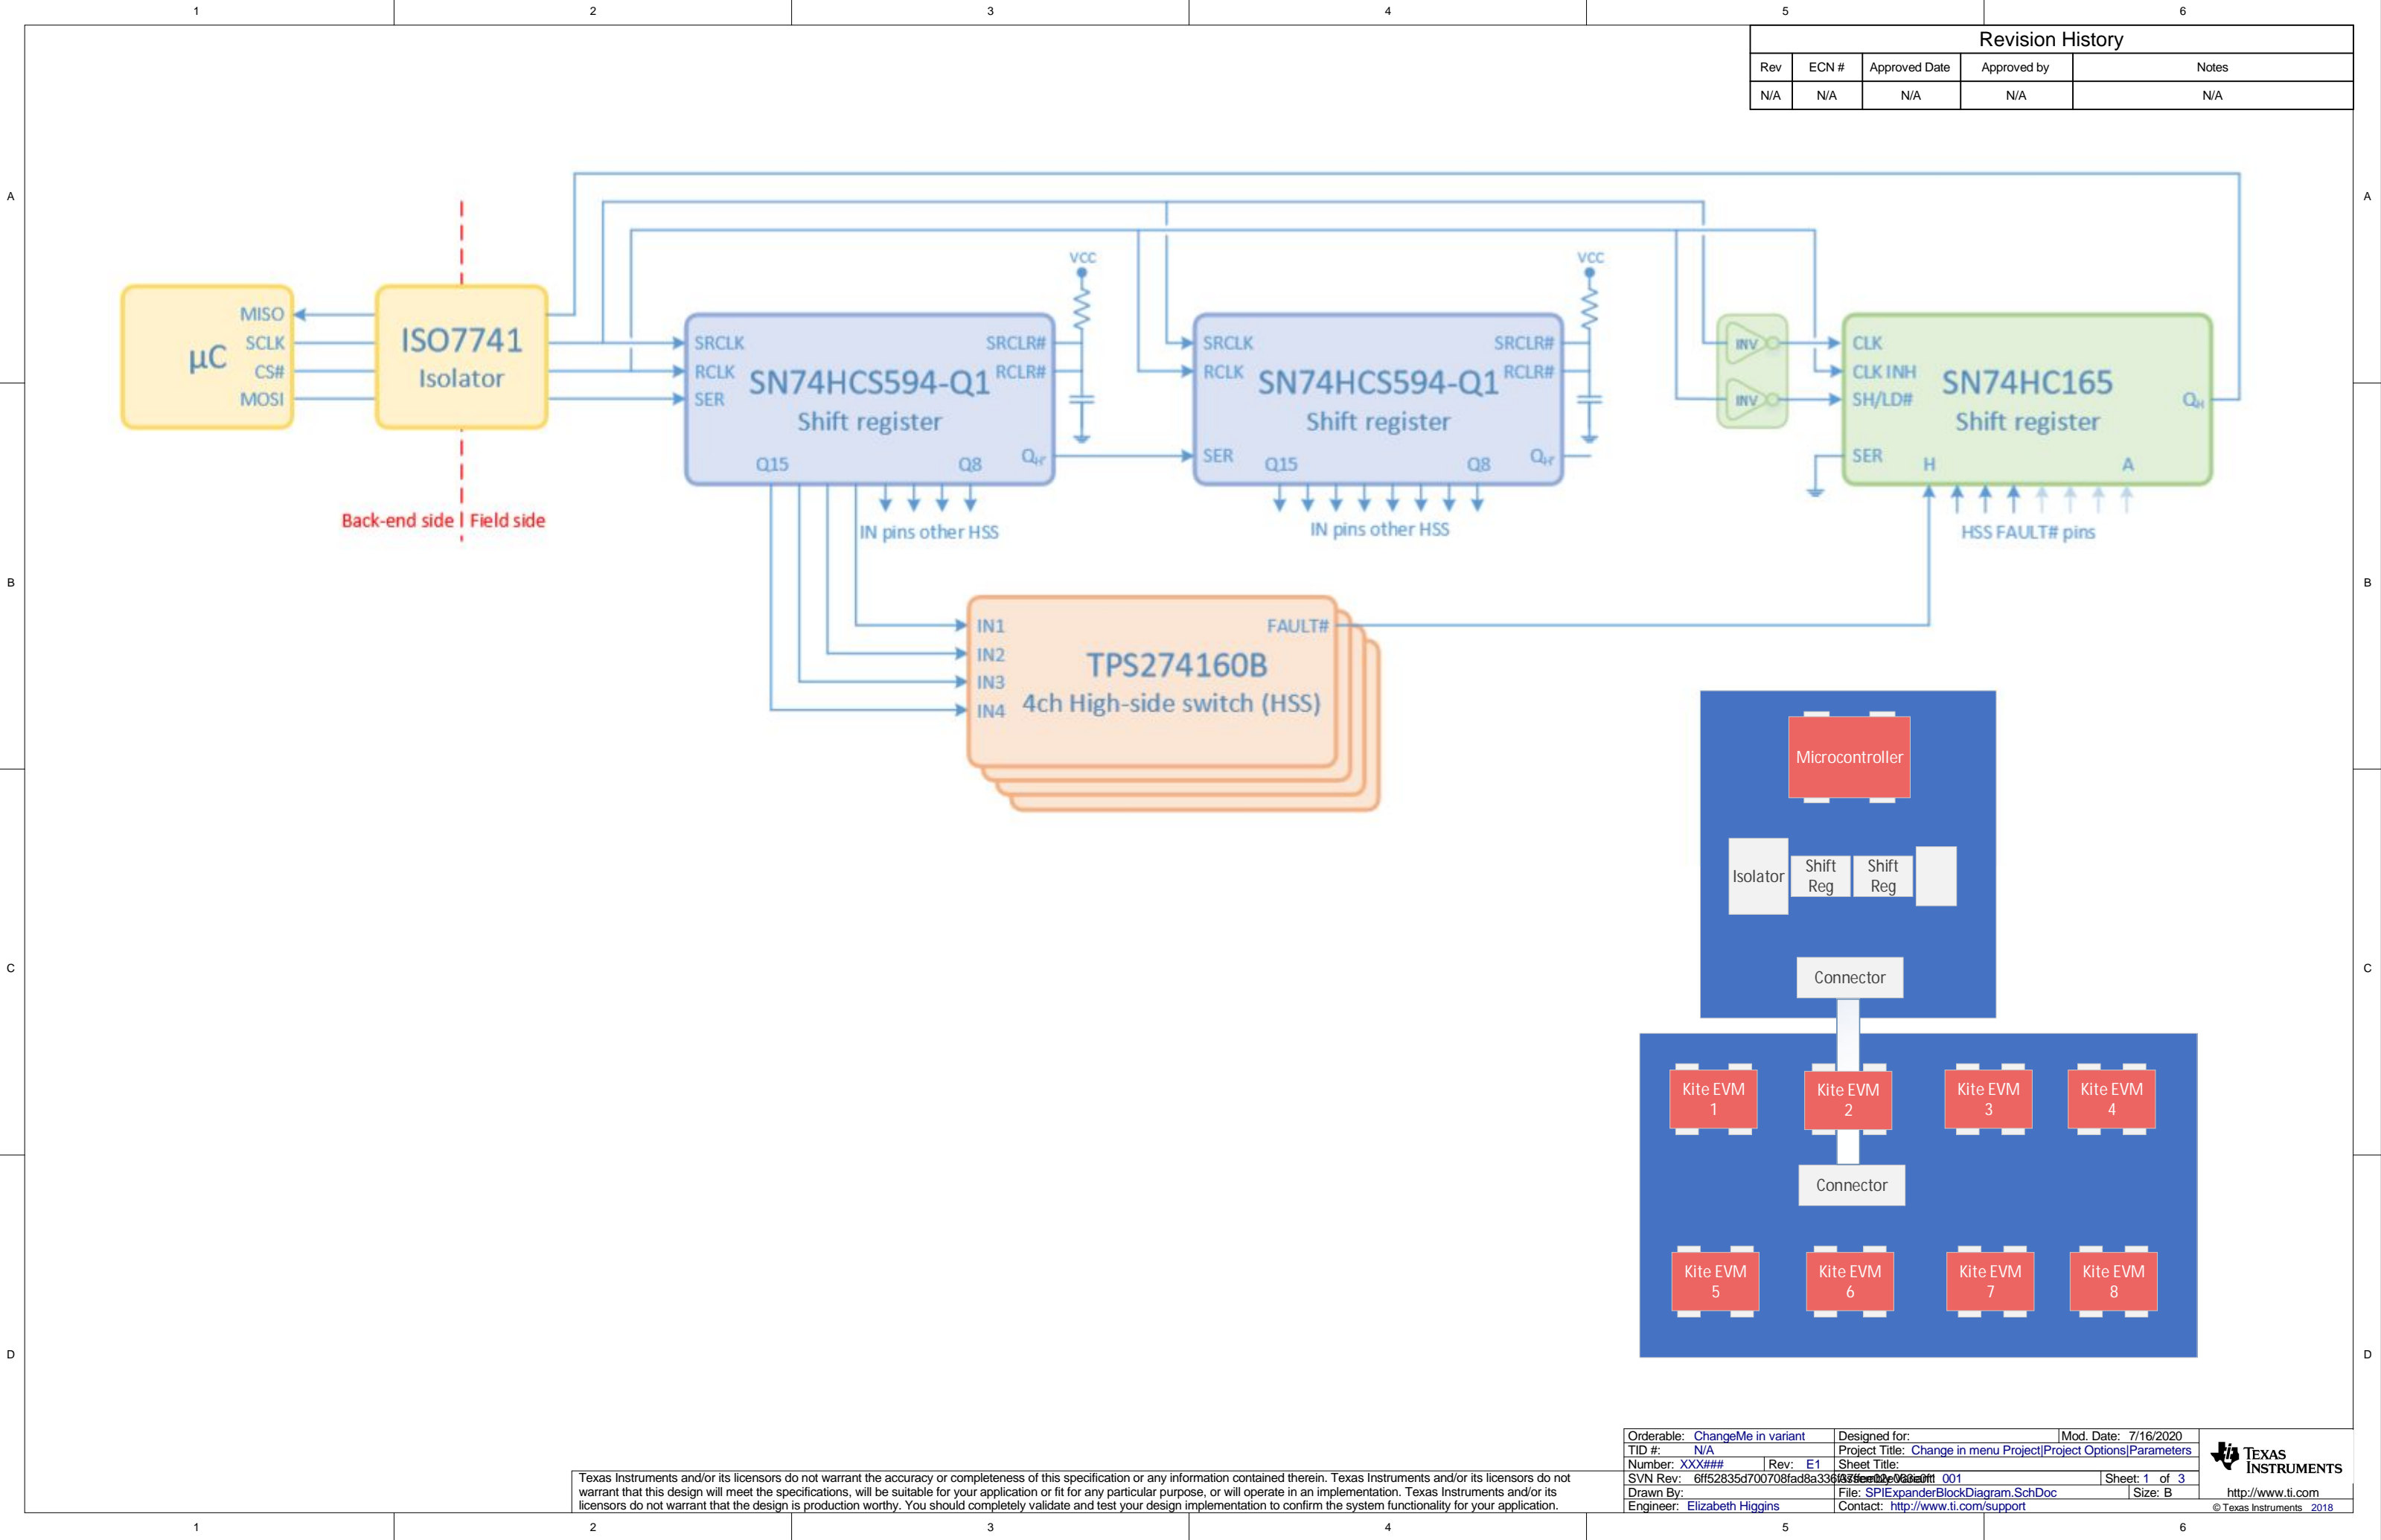 1 2 3 4 5 6
Revision History
Rev ECN # Approved Date Approved by Notes
N/A N/A N/A N/A N/A
A A
VCC VCC
µC
MISO
SCLK
CS#
MOSI
ISO7741
Isolator
Back-end side | Field side
SRCLK SRCLR#
RCLK SN74HCS594-Q1 RCLR#
SER Shift register
Q15 Q8 QH'
IN pins other HSS
SRCLK SRCLR#
RCLK SN74HCS594-Q1 RCLR#
Shift register
SER Q15 Q8 QH'
IN pins other HSS
INV
INV
CLK
CLK INH SN74HC165
SH/LD# Shift register QH
SER H A
HSS FAULT# pins
B B
IN1 FAULT#
IN2 TPS274160B
IN3 4ch High-side switch (HSS)
IN4
Microcontroller
Isolator
Shift
Reg
Shift
Reg
Connector
C C
Kite EVM
1
Kite EVM
2
Kite EVM
3
Kite EVM
4
Connector
Kite EVM
5
Kite EVM
6
Kite EVM
7
Kite EVM
8
D D
Texas Instruments and/or its licensors do not warrant the accuracy or completeness of this specification or any information contained therein. Texas Instruments and/or its licensors do not
warrant that this design will meet the specifications, will be suitable for your application or fit for any particular purpose, or will operate in an implementation. Texas Instruments and/or its
licensors do not warrant that the design is production worthy. You should completely validate and test your design implementation to confirm the system functionality for your application.
Orderable: ChangeMe in variant Designed for: Mod. Date: 7/16/2020
TID #: N/A Project Title: Change in menu Project|Project Options|Parameters
Number: XXX### Rev: E1 Sheet Title:
SVN Rev: 001 Sheet: 1 of 3
Drawn By: File: SPIExpanderBlockDiagram.SchDoc Size: B
Engineer: Elizabeth Higgins Contact: http://www.ti.com/support
TEXAS
INSTRUMENTS
http://www.ti.com
© Texas Instruments 2018
1 2 3 4 5 6